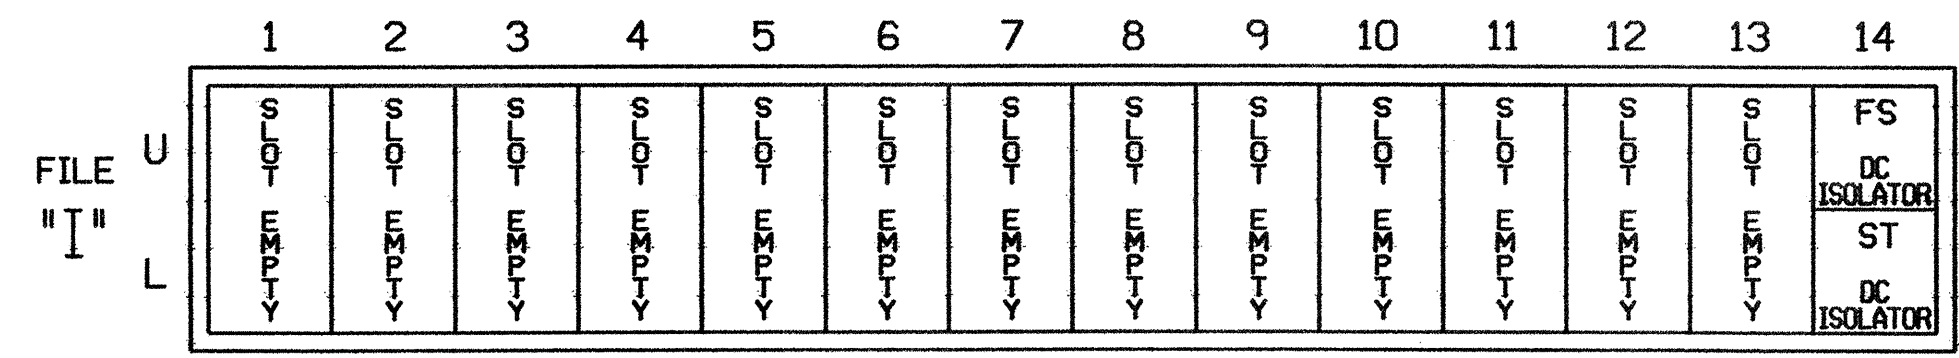 1 2 3 4 5 6 7 8 9 10 11 12 13 14
FILE
"I"
U
L
SLOT EMPTY
SLOT EMPTY
SLOT EMPTY
SLOT EMPTY
SLOT EMPTY
SLOT EMPTY
SLOT EMPTY
SLOT EMPTY
SLOT EMPTY
SLOT EMPTY
SLOT EMPTY
SLOT EMPTY
SLOT EMPTY
FS
DC
ISOLATOR
ST
DC
ISOLATOR